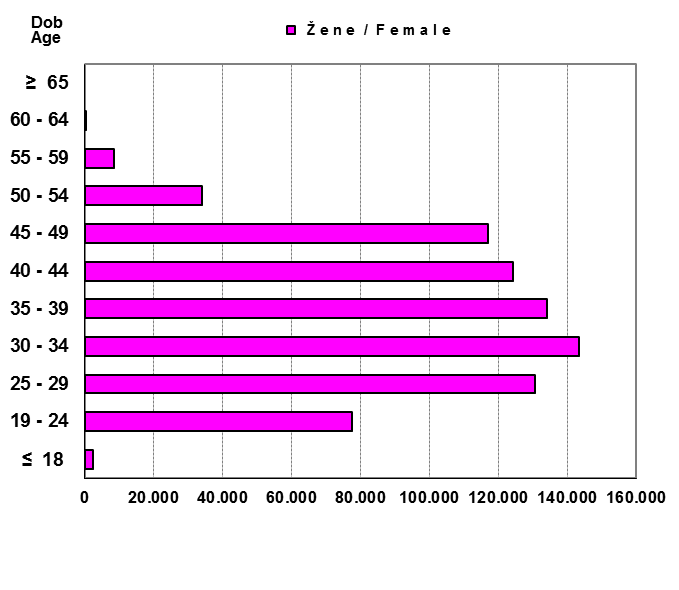 Dob
Age
Ž e n e / F e m a l e
≥ 65
60 - 64
55 - 59
50 - 54
45 - 49
40 - 44
35 - 39
30 - 34
25 - 29
19 - 24
≤ 18
0 20.000 40.000 60.000 80.000 100.000 120.000 140.000 160.000